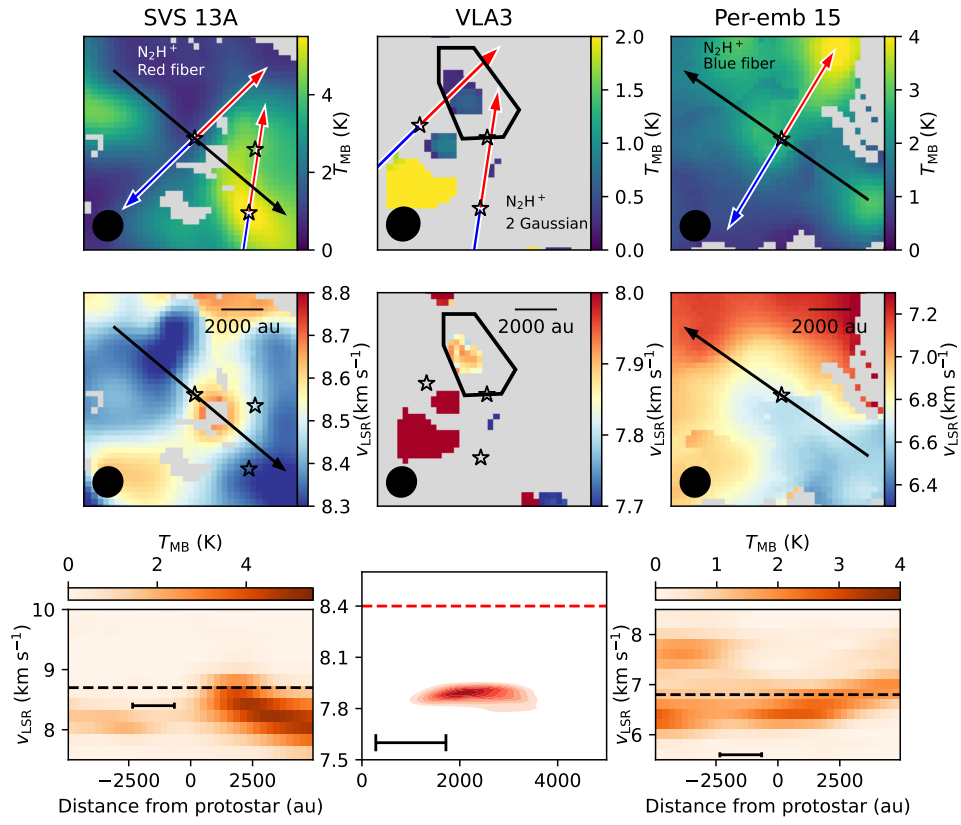 SVS 13A
VLA3
Per-emb 15
N₂H⁺
Red fiber
4
2
0
T_MB (K)
2.0
1.5
1.0
0.5
0.0
T_MB (K)
N₂H⁺
2 Gaussian
N₂H⁺
Blue fiber
4
3
2
1
0
T_MB (K)
2000 au
8.8
8.7
8.6
8.5
8.4
8.3
v_LSR(km s⁻¹)
2000 au
8.0
7.9
7.8
7.7
v_LSR(km s⁻¹)
2000 au
7.2
7.0
6.8
6.6
6.4
v_LSR(km s⁻¹)
T_MB (K)
0 2 4
10
9
8
v_LSR (km s⁻¹)
−2500 0 2500
Distance from protostar (au)
8.4
8.1
7.8
7.5
0 2000 4000
T_MB (K)
0 1 2 3 4
8
7
6
v_LSR (km s⁻¹)
−2500 0 2500
Distance from protostar (au)